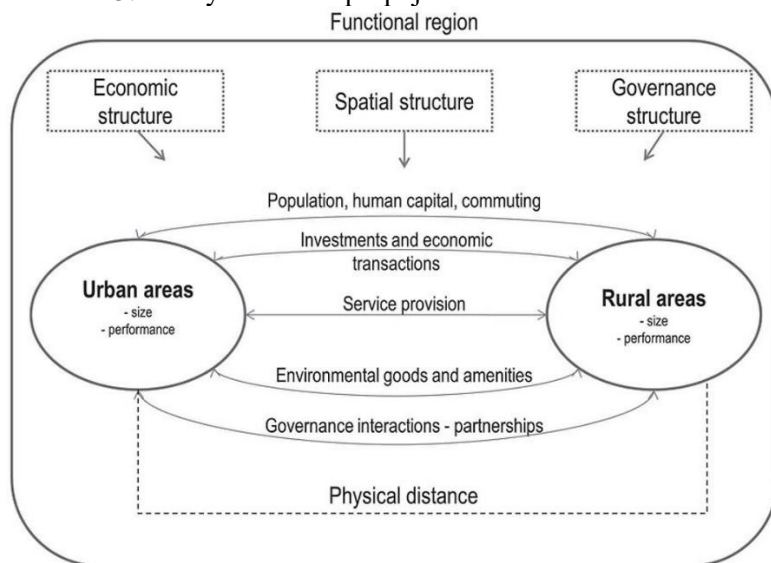 Functional region
Economic
structure
Spatial structure
Governance
structure
Population, human capital, commuting
Investments and economic
transactions
Urban areas
- size
- performance
Service provision
Rural areas
- size
- performance
Environmental goods and amenities
Governance interactions - partnerships
Physical distance